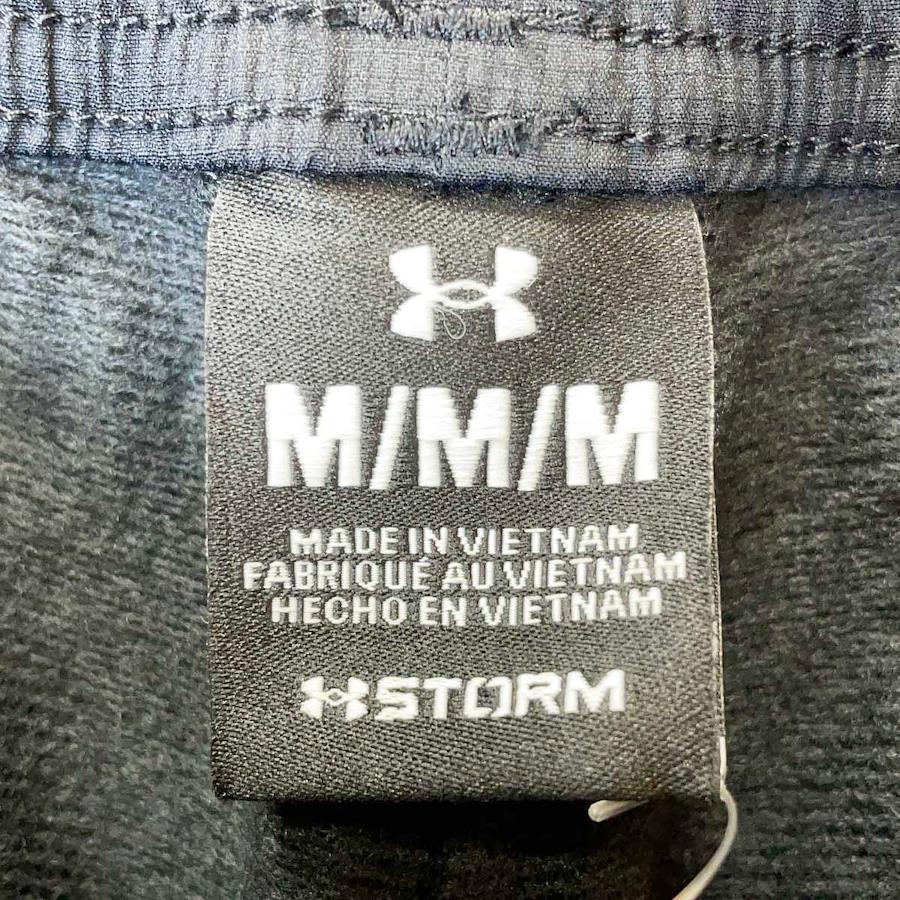 M/M/M
MADE IN VIETNAM
FABRIQUÉ AU VIETNAM
HECHO EN VIETNAM
STORM